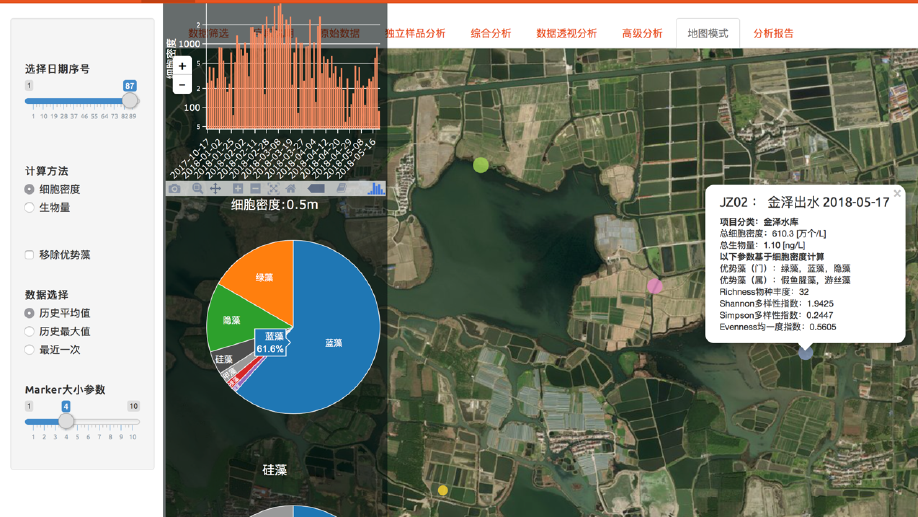 数据筛选
原始数据
独立样品分析
综合分析
数据透视分析
高级分析
地图模式
分析报告
选择日期序号
1
87
1 10 19 28 37 46 55 64 73 82 89
计算方法
细胞密度
生物量
移除优势藻
数据选择
历史平均值
历史最大值
最近一次
Marker大小参数
1
4
10
1 2 3 4 5 6 7 8 9 10
2
1000
5
2
100
5
+
−
2017-10-17
2018-01-02
2018-02-02
2018-03-08
2018-03-19
2018-03-27
2018-04-04
2018-04-12
2018-04-20
2018-04-29
2018-05-08
2018-05-16
细胞密度:0.5m
绿藻
隐藻
硅藻
蓝藻
61.6%
蓝藻
硅藻
JZ02 : 金泽出水 2018-05-17
×
项目分类: 金泽水库
总细胞密度: 610.3 [万个/L]
总生物量: 1.10 [ng/L]
以下参数基于细胞密度计算
优势藻（门）: 绿藻, 蓝藻, 隐藻
优势藻（属）: 假鱼腥藻, 游丝藻
Richness物种丰度: 32
Shannon多样性指数: 1.9425
Simpson多样性指数: 0.2447
Evenness均一度指数: 0.5605